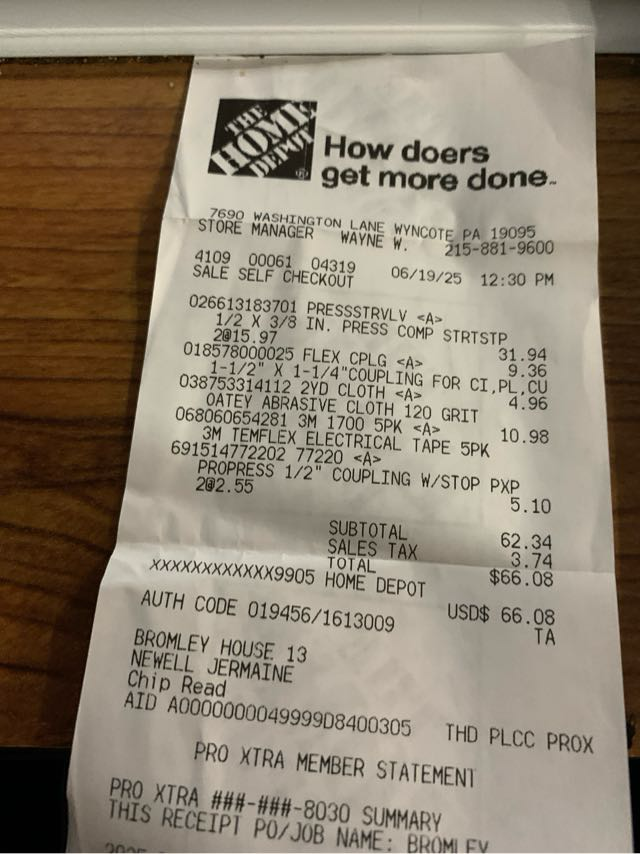 THE
HOME
DEPOT
How doers
get more done™
7690 WASHINGTON LANE WYNCOTE PA 19095
STORE MANAGER WAYNE W. 215-881-9600
4109 00061 04319 06/19/25 12:30 PM
SALE SELF CHECKOUT
026613183701 PRESSSTRVLV <A>
1/2 X 3/8 IN. PRESS COMP STRTSTP
2@15.97 31.94
018578000025 FLEX CPLG <A> 9.36
1-1/2" X 1-1/4"COUPLING FOR CI,PL,CU
038753314112 2YD CLOTH <A> 4.96
OATEY ABRASIVE CLOTH 120 GRIT
068060654281 3M 1700 5PK <A> 10.98
3M TEMFLEX ELECTRICAL TAPE 5PK
691514772202 77220 <A>
PROPRESS 1/2" COUPLING W/STOP PXP
2@2.55 5.10
SUBTOTAL 62.34
SALES TAX 3.74
TOTAL $66.08
XXXXXXXXXXXX9905 HOME DEPOT
USD$ 66.08
AUTH CODE 019456/1613009 TA
BROMLEY HOUSE 13
NEWELL JERMAINE
Chip Read
AID A0000000049999D8400305 THD PLCC PROX
PRO XTRA MEMBER STATEMENT
PRO XTRA ###-###-8030 SUMMARY
THIS RECEIPT PO/JOB NAME: BROMLEY